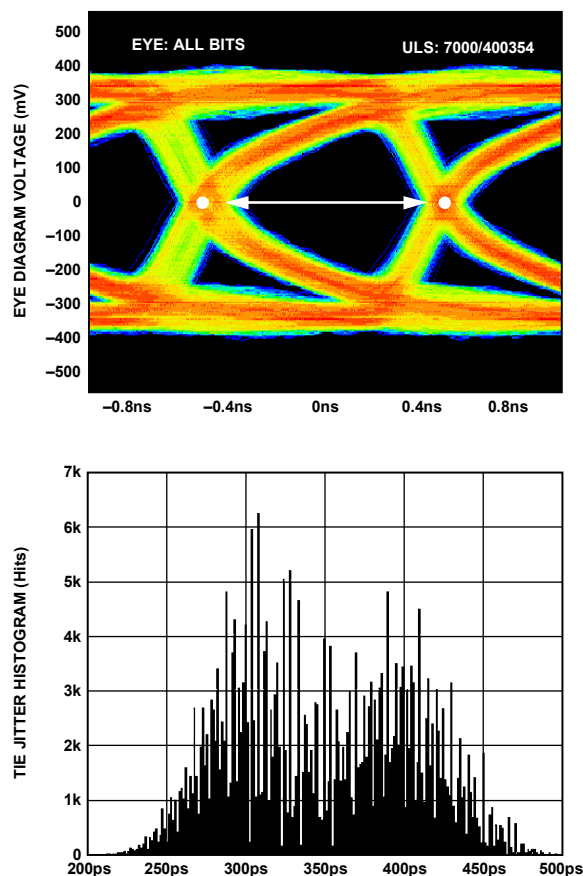 EYE: ALL BITS
ULS: 7000/400354
EYE DIAGRAM VOLTAGE (mV)
500
400
300
200
100
0
–100
–200
–300
–400
–500
–0.8ns –0.4ns 0ns 0.4ns 0.8ns
TIE JITTER HISTOGRAM (Hits)
7k
6k
5k
4k
3k
2k
1k
0
200ps 250ps 300ps 350ps 400ps 450ps 500ps